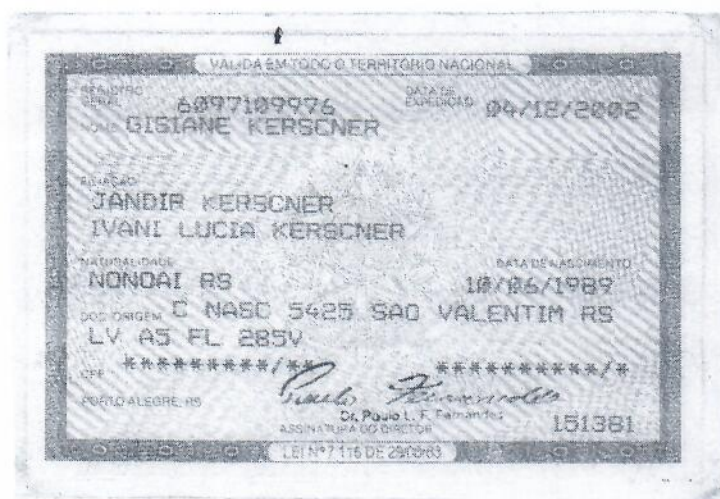 VÁLIDA EM TODO O TERRITÓRIO NACIONAL
REGISTRO GERAL 6097109976 DATA DE EXPEDIÇÃO 04/12/2002
NOME GISIANE KERSCNER
FILIAÇÃO
JANDIR KERSCNER
IVANI LUCIA KERSCNER
NATURALIDADE DATA DE NASCIMENTO
NONOAI RS 10/06/1989
DOC ORIGEM C NASC 5425 SAO VALENTIM RS
LV A5 FL 285V
CPF *********/** **********/*
PORTO ALEGRE, RS
Dr. Paulo L. F. Fernandes
ASSINATURA DO DIRETOR 151381
LEI Nº 7.116 DE 29/08/83